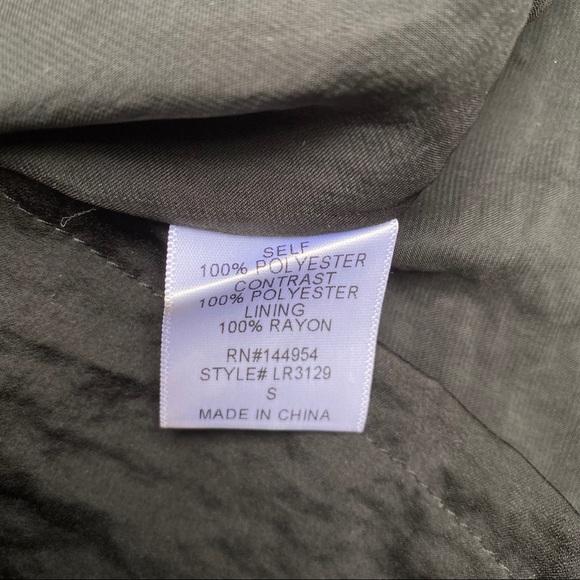 SELF
100% POLYESTER
CONTRAST
100% POLYESTER
LINING
100% RAYON
RN#144954
STYLE# LR3129
S
MADE IN CHINA